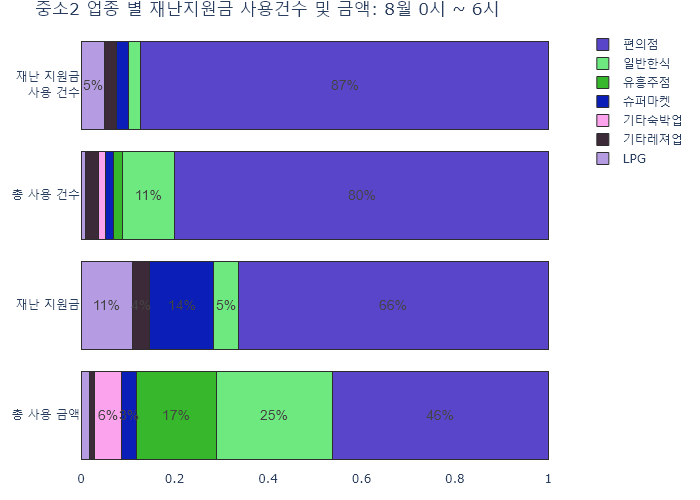 중소2 업종 별 재난지원금 사용건수 및 금액: 8월 0시 ~ 6시
편의점
일반한식
유흥주점
슈퍼마켓
기타숙박업
기타레져업
LPG
재난 지원금
사용 건수
5%
87%
총 사용 건수
11%
80%
재난 지원금
11%
4%
14%
5%
66%
총 사용 금액
6%
3%
17%
25%
46%
0
0.2
0.4
0.6
0.8
1